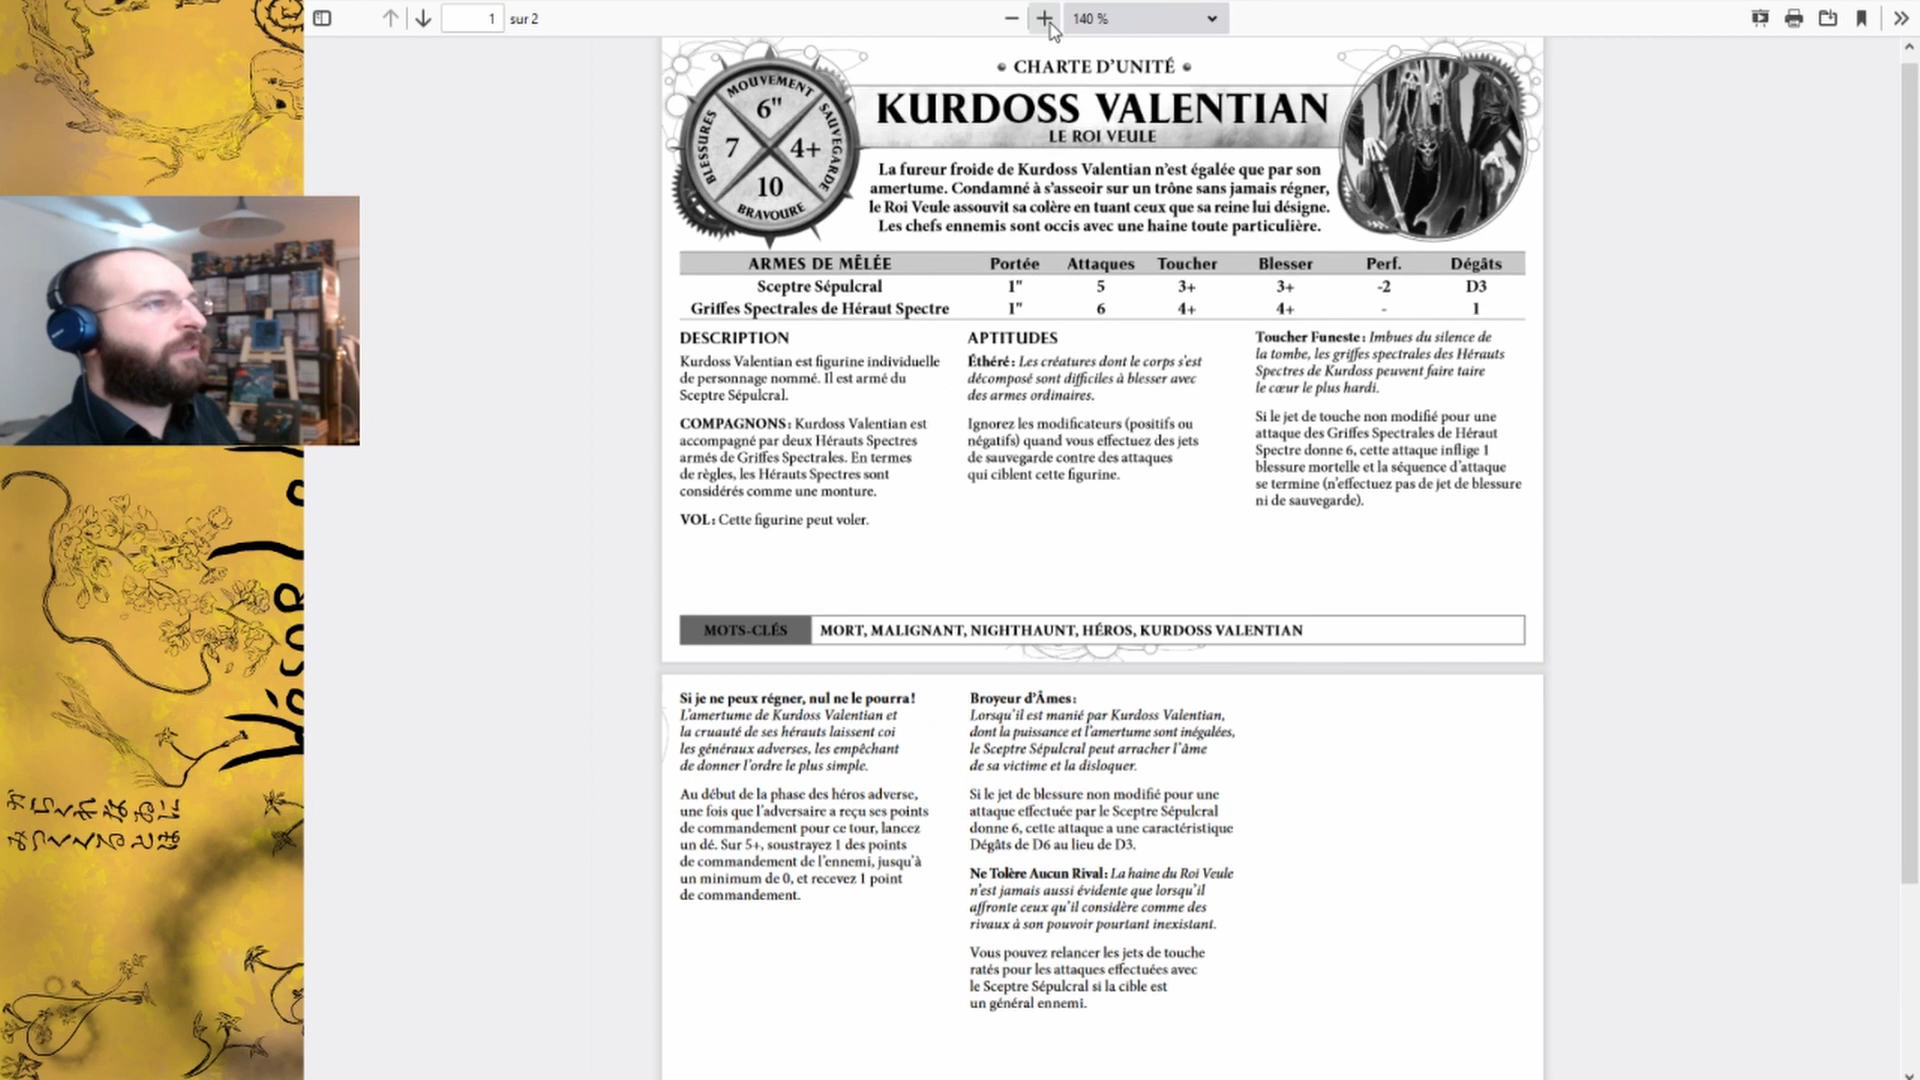 1 sur 2
140 %
• CHARTE D'UNITÉ •
KURDOSS VALENTIAN
LE ROI VEULE
MOUVEMENT
6"
BLESSURES
7
4+
SAUVEGARDE
10
BRAVOURE
La fureur froide de Kurdoss Valentian n'est égalée que par son
amertume. Condamné à s'asseoir sur un trône sans jamais régner,
le Roi Veule assouvit sa colère en tuant ceux que sa reine lui désigne.
Les chefs ennemis sont occis avec une haine toute particulière.
ARMES DE MÊLÉE Portée Attaques Toucher Blesser Perf. Dégâts
Sceptre Sépulcral 1" 5 3+ 3+ -2 D3
Griffes Spectrales de Héraut Spectre 1" 6 4+ 4+ - 1
DESCRIPTION
Kurdoss Valentian est figurine individuelle
de personnage nommé. Il est armé du
Sceptre Sépulcral.
COMPAGNONS : Kurdoss Valentian est
accompagné par deux Hérauts Spectres
armés de Griffes Spectrales. En termes
de règles, les Hérauts Spectres sont
considérés comme une monture.
VOL : Cette figurine peut voler.
APTITUDES
Éthéré : Les créatures dont le corps s'est
décomposé sont difficiles à blesser avec
des armes ordinaires.
Ignorez les modificateurs (positifs ou
négatifs) quand vous effectuez des jets
de sauvegarde contre des attaques
qui ciblent cette figurine.
Toucher Funeste : Imbues du silence de
la tombe, les griffes spectrales des Hérauts
Spectres de Kurdoss peuvent faire taire
le cœur le plus hardi.
Si le jet de touche non modifié pour une
attaque des Griffes Spectrales de Héraut
Spectre donne 6, cette attaque inflige 1
blessure mortelle et la séquence d'attaque
se termine (n'effectuez pas de jet de blessure
ni de sauvegarde).
MOTS-CLÉS MORT, MALIGNANT, NIGHTHAUNT, HÉROS, KURDOSS VALENTIAN
Si je ne peux régner, nul ne le pourra !
L'amertume de Kurdoss Valentian et
la cruauté de ses hérauts laissent coi
les généraux adverses, les empêchant
de donner l'ordre le plus simple.
Au début de la phase des héros adverse,
une fois que l'adversaire a reçu ses points
de commandement pour ce tour, lancez
un dé. Sur 5+, soustrayez 1 des points
de commandement de l'ennemi, jusqu'à
un minimum de 0, et recevez 1 point
de commandement.
Broyeur d'Âmes :
Lorsqu'il est manié par Kurdoss Valentian,
dont la puissance et l'amertume sont inégalées,
le Sceptre Sépulcral peut arracher l'âme
de sa victime et la disloquer.
Si le jet de blessure non modifié pour une
attaque effectuée par le Sceptre Sépulcral
donne 6, cette attaque a une caractéristique
Dégâts de D6 au lieu de D3.
Ne Tolère Aucun Rival : La haine du Roi Veule
n'est jamais aussi évidente que lorsqu'il
affronte ceux qu'il considère comme des
rivaux à son pouvoir pourtant inexistant.
Vous pouvez relancer les jets de touche
ratés pour les attaques effectuées avec
le Sceptre Sépulcral si la cible est
un général ennemi.